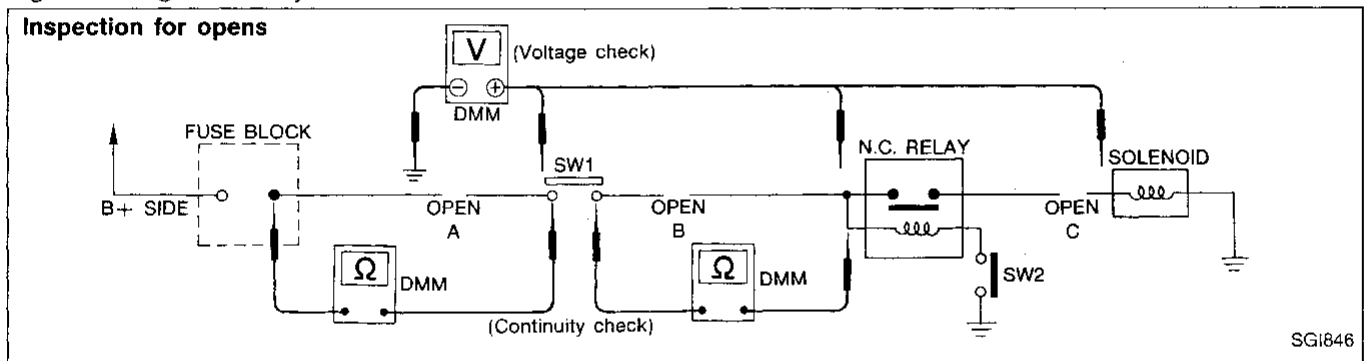 Inspection for opens
V
(Voltage check)
− +
DMM
FUSE BLOCK
SW1
N.C. RELAY
SOLENOID
B+ SIDE
OPEN
A
OPEN
B
OPEN
C
Ω
DMM
Ω
DMM
SW2
(Continuity check)
SGI846